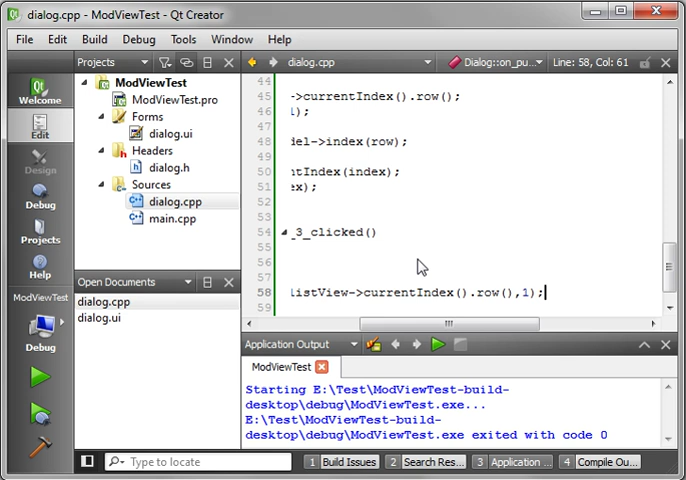 dialog.cpp - ModViewTest - Qt Creator
File Edit Build Debug Tools Window Help
Projects
dialog.cpp
Dialog::on_pu...
Line: 58, Col: 61
Welcome
Edit
Design
Debug
Projects
Help
ModViewTest
Debug
ModViewTest
ModViewTest.pro
Forms
dialog.ui
Headers
dialog.h
Sources
dialog.cpp
main.cpp
Open Documents
dialog.cpp
dialog.ui
44
45 ->currentIndex().row();
46 );
47
48 del->index(row);
49
50 ntIndex(index);
51 ex);
52
53
54 _3_clicked()
55
56
57
58 listView->currentIndex().row(),1);
59
Application Output
ModViewTest
Starting E:\Test\ModViewTest-build-
desktop\debug\ModViewTest.exe...
E:\Test\ModViewTest-build-
desktop\debug\ModViewTest.exe exited with code 0
Type to locate
1 Build Issues
2 Search Res...
3 Application ...
4 Compile Ou...